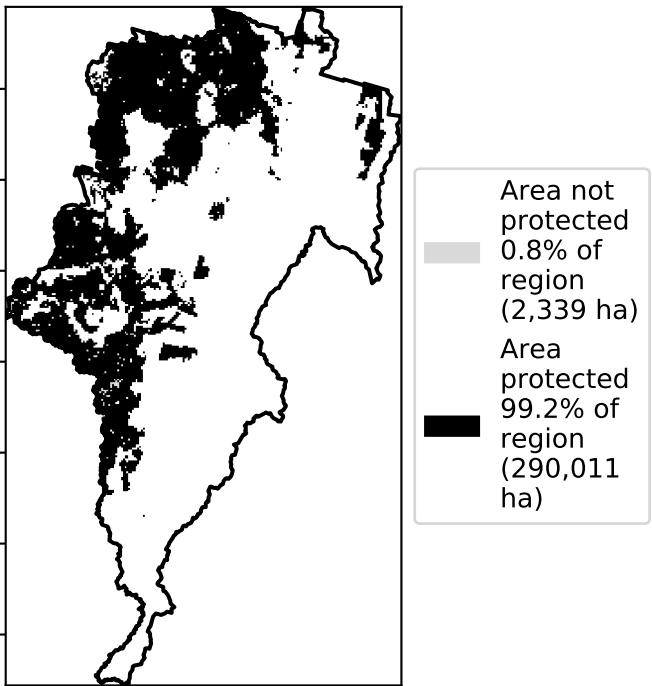 Area not
protected
0.8% of
region
(2,339 ha)
Area
protected
99.2% of
region
(290,011
ha)